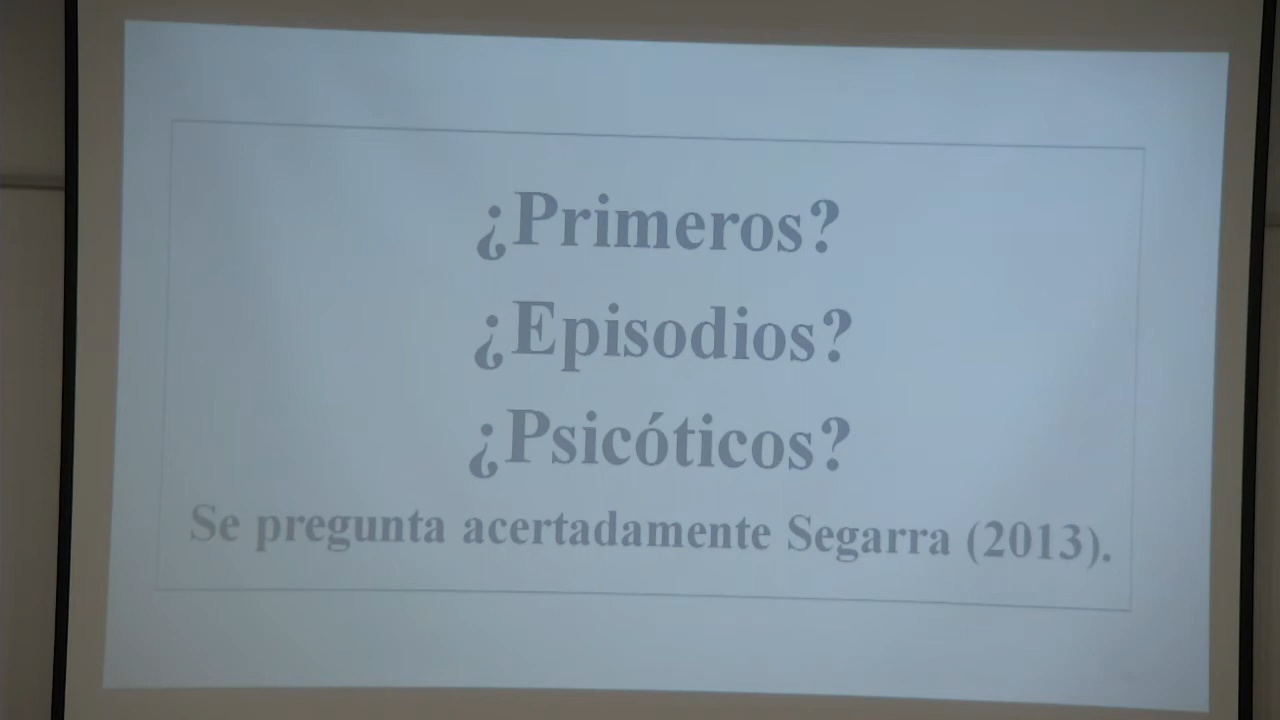 ¿Primeros?
¿Episodios?
¿Psicóticos?
Se pregunta acertadamente Segarra (2013).